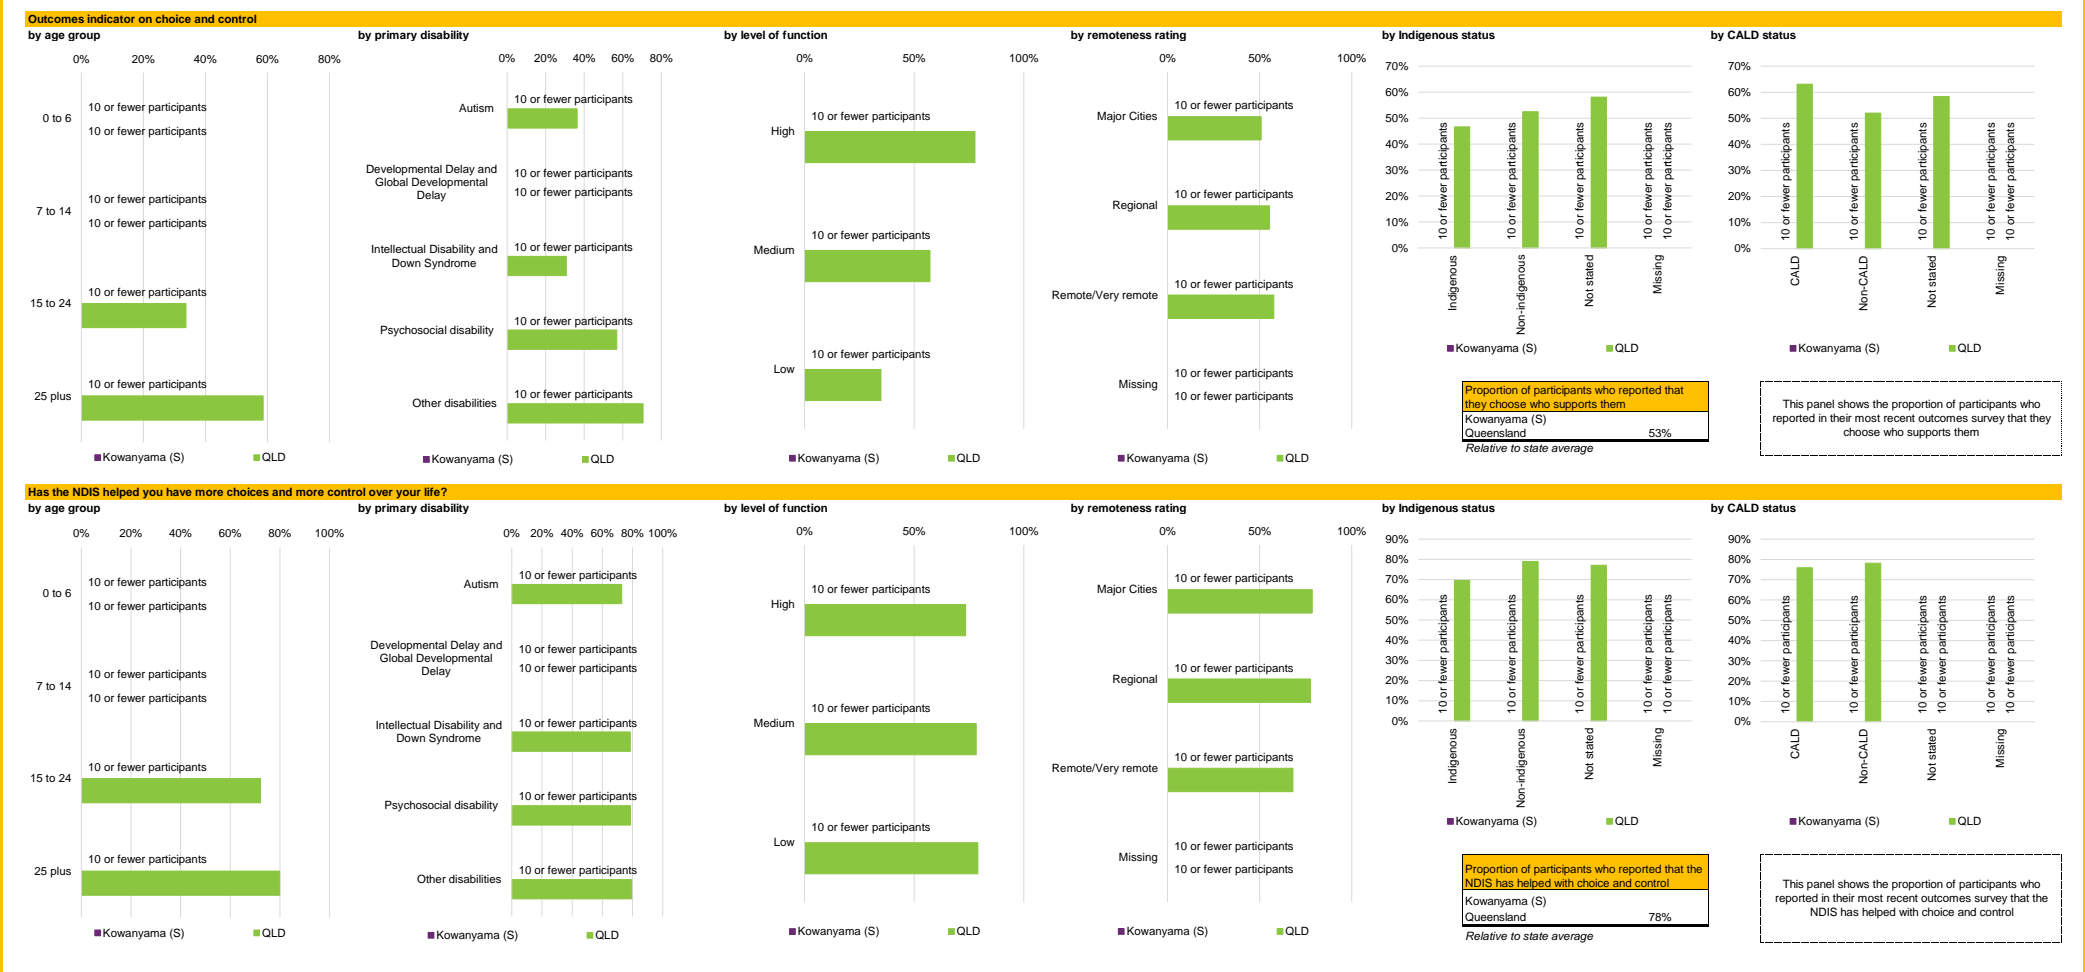 Outcomes indicator on choice and control
by age group
0% 20% 40% 60% 80%
0 to 6
10 or fewer participants
10 or fewer participants
7 to 14
10 or fewer participants
10 or fewer participants
15 to 24
10 or fewer participants
25 plus
10 or fewer participants
Kowanyama (S) QLD
by primary disability
0% 20% 40% 60% 80%
Autism
10 or fewer participants
Developmental Delay and
Global Developmental
Delay
10 or fewer participants
10 or fewer participants
Intellectual Disability and
Down Syndrome
10 or fewer participants
Psychosocial disability
10 or fewer participants
Other disabilities
10 or fewer participants
Kowanyama (S) QLD
by level of function
0% 50% 100%
High
10 or fewer participants
Medium
10 or fewer participants
Low
10 or fewer participants
Kowanyama (S) QLD
by remoteness rating
0% 50% 100%
Major Cities
10 or fewer participants
Regional
10 or fewer participants
Remote/Very remote
10 or fewer participants
Missing
10 or fewer participants
10 or fewer participants
Kowanyama (S) QLD
by Indigenous status
70%
60%
50%
40%
30%
20%
10%
0%
10 or fewer participants
10 or fewer participants
10 or fewer participants
10 or fewer participants
10 or fewer participants
Indigenous
Non-indigenous
Not stated
Missing
Kowanyama (S) QLD
Proportion of participants who reported that
they choose who supports them
Kowanyama (S)
Queensland 53%
Relative to state average
by CALD status
70%
60%
50%
40%
30%
20%
10%
0%
10 or fewer participants
10 or fewer participants
10 or fewer participants
10 or fewer participants
10 or fewer participants
CALD
Non-CALD
Not stated
Missing
Kowanyama (S) QLD
This panel shows the proportion of participants who
reported in their most recent outcomes survey that they
choose who supports them
Has the NDIS helped you have more choices and more control over your life?
by age group
0% 20% 40% 60% 80% 100%
0 to 6
10 or fewer participants
10 or fewer participants
7 to 14
10 or fewer participants
10 or fewer participants
15 to 24
10 or fewer participants
25 plus
10 or fewer participants
Kowanyama (S) QLD
by primary disability
0% 20% 40% 60% 80% 100%
Autism
10 or fewer participants
Developmental Delay and
Global Developmental
Delay
10 or fewer participants
10 or fewer participants
Intellectual Disability and
Down Syndrome
10 or fewer participants
Psychosocial disability
10 or fewer participants
Other disabilities
10 or fewer participants
Kowanyama (S) QLD
by level of function
0% 50% 100%
High
10 or fewer participants
Medium
10 or fewer participants
Low
10 or fewer participants
Kowanyama (S) QLD
by remoteness rating
0% 50% 100%
Major Cities
10 or fewer participants
Regional
10 or fewer participants
Remote/Very remote
10 or fewer participants
Missing
10 or fewer participants
10 or fewer participants
Kowanyama (S) QLD
by Indigenous status
90%
80%
70%
60%
50%
40%
30%
20%
10%
0%
10 or fewer participants
10 or fewer participants
10 or fewer participants
10 or fewer participants
10 or fewer participants
Indigenous
Non-indigenous
Not stated
Missing
Kowanyama (S) QLD
Proportion of participants who reported that the
NDIS has helped with choice and control
Kowanyama (S)
Queensland 78%
Relative to state average
by CALD status
90%
80%
70%
60%
50%
40%
30%
20%
10%
0%
10 or fewer participants
10 or fewer participants
10 or fewer participants
10 or fewer participants
10 or fewer participants
10 or fewer participants
CALD
Non-CALD
Not stated
Missing
Kowanyama (S) QLD
This panel shows the proportion of participants who
reported in their most recent outcomes survey that the
NDIS has helped with choice and control